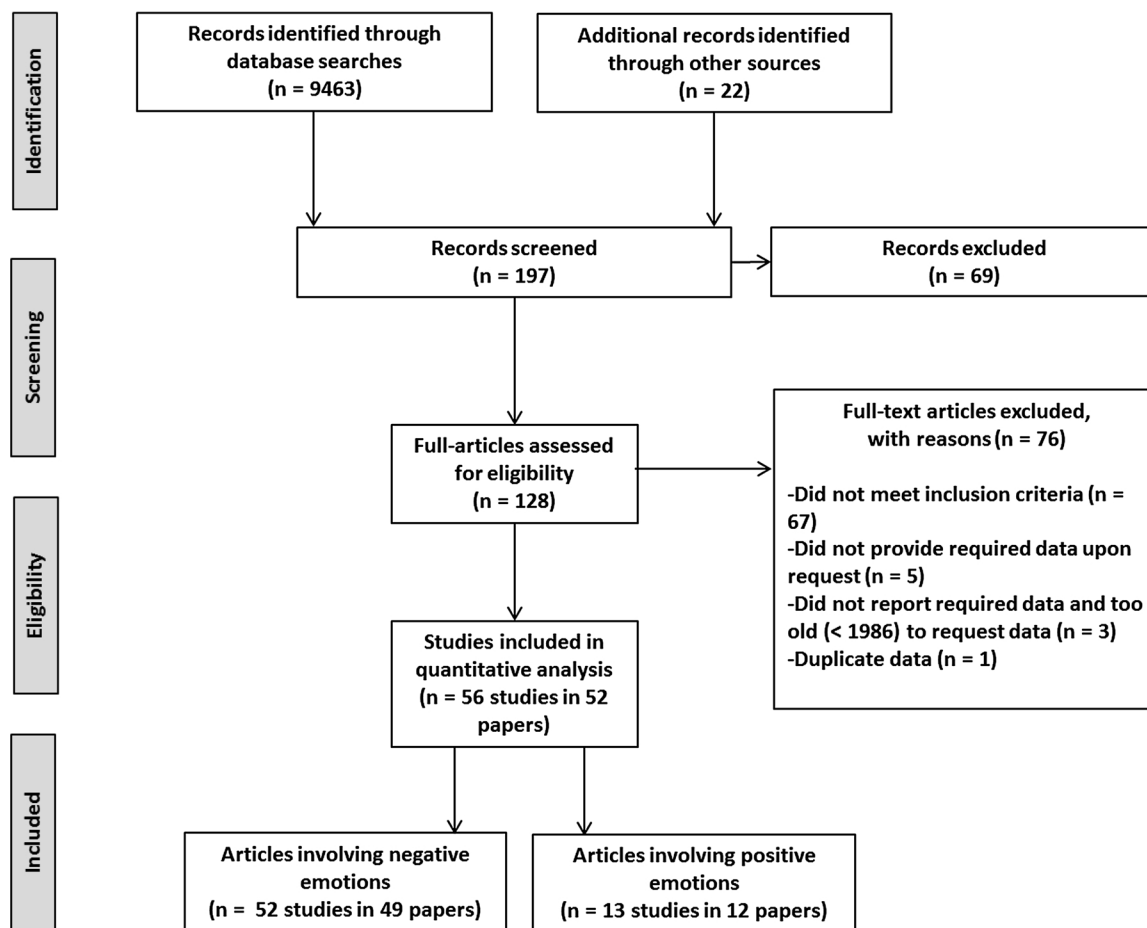 Identification
Records identified through
database searches
(n = 9463)
Additional records identified
through other sources
(n = 22)
Screening
Records screened
(n = 197)
Records excluded
(n = 69)
Full-articles assessed
for eligibility
(n = 128)
Full-text articles excluded,
with reasons (n = 76)
-Did not meet inclusion criteria (n =
67)
-Did not provide required data upon
request (n = 5)
-Did not report required data and too
old (< 1986) to request data (n = 3)
-Duplicate data (n = 1)
Eligibility
Studies included in
quantitative analysis
(n = 56 studies in 52
papers)
Included
Articles involving negative
emotions
(n = 52 studies in 49 papers)
Articles involving positive
emotions
(n = 13 studies in 12 papers)